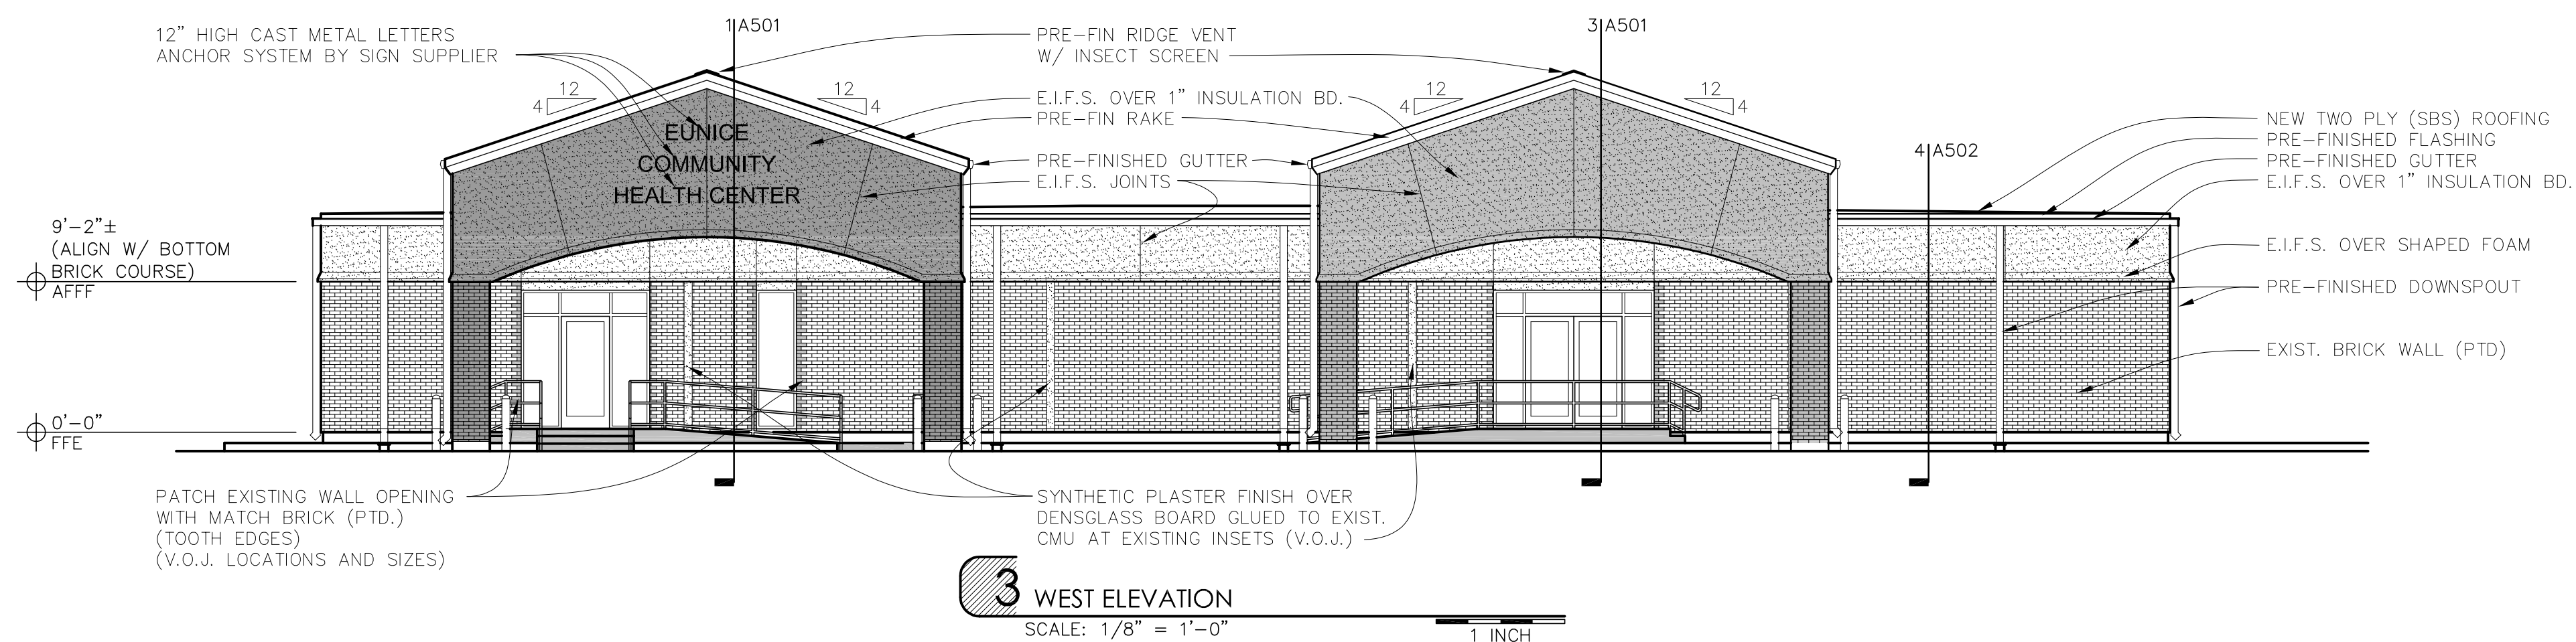 12" HIGH CAST METAL LETTERS
ANCHOR SYSTEM BY SIGN SUPPLIER
1 A501
PRE-FIN RIDGE VENT
W/ INSECT SCREEN
3 A501
12
4
12
4
E.I.F.S. OVER 1" INSULATION BD.
PRE-FIN RAKE
12
4
12
4
EUNICE
COMMUNITY
HEALTH CENTER
PRE-FINISHED GUTTER
E.I.F.S. JOINTS
4 A502
NEW TWO PLY (SBS) ROOFING
PRE-FINISHED FLASHING
PRE-FINISHED GUTTER
E.I.F.S. OVER 1" INSULATION BD.
E.I.F.S. OVER SHAPED FOAM
PRE-FINISHED DOWNSPOUT
EXIST. BRICK WALL (PTD)
9'-2"±
(ALIGN W/ BOTTOM
BRICK COURSE)
AFFF
0'-0"
FFE
PATCH EXISTING WALL OPENING
WITH MATCH BRICK (PTD.)
(TOOTH EDGES)
(V.O.J. LOCATIONS AND SIZES)
SYNTHETIC PLASTER FINISH OVER
DENSGLASS BOARD GLUED TO EXIST.
CMU AT EXISTING INSETS (V.O.J.)
3 WEST ELEVATION
SCALE: 1/8" = 1'-0"
1 INCH